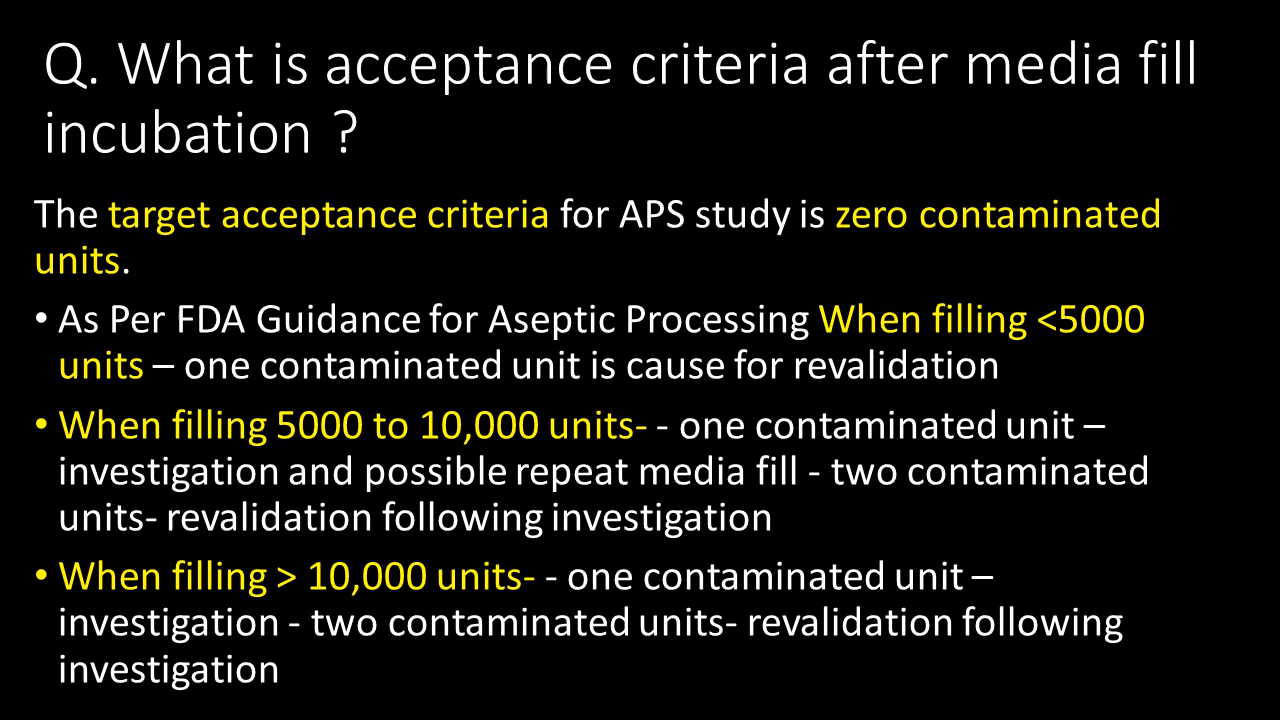 Q. What is acceptance criteria after media fill
incubation ?
The target acceptance criteria for APS study is zero contaminated
units.
• As Per FDA Guidance for Aseptic Processing When filling <5000
units – one contaminated unit is cause for revalidation
• When filling 5000 to 10,000 units- - one contaminated unit –
investigation and possible repeat media fill - two contaminated
units- revalidation following investigation
• When filling > 10,000 units- - one contaminated unit –
investigation - two contaminated units- revalidation following
investigation